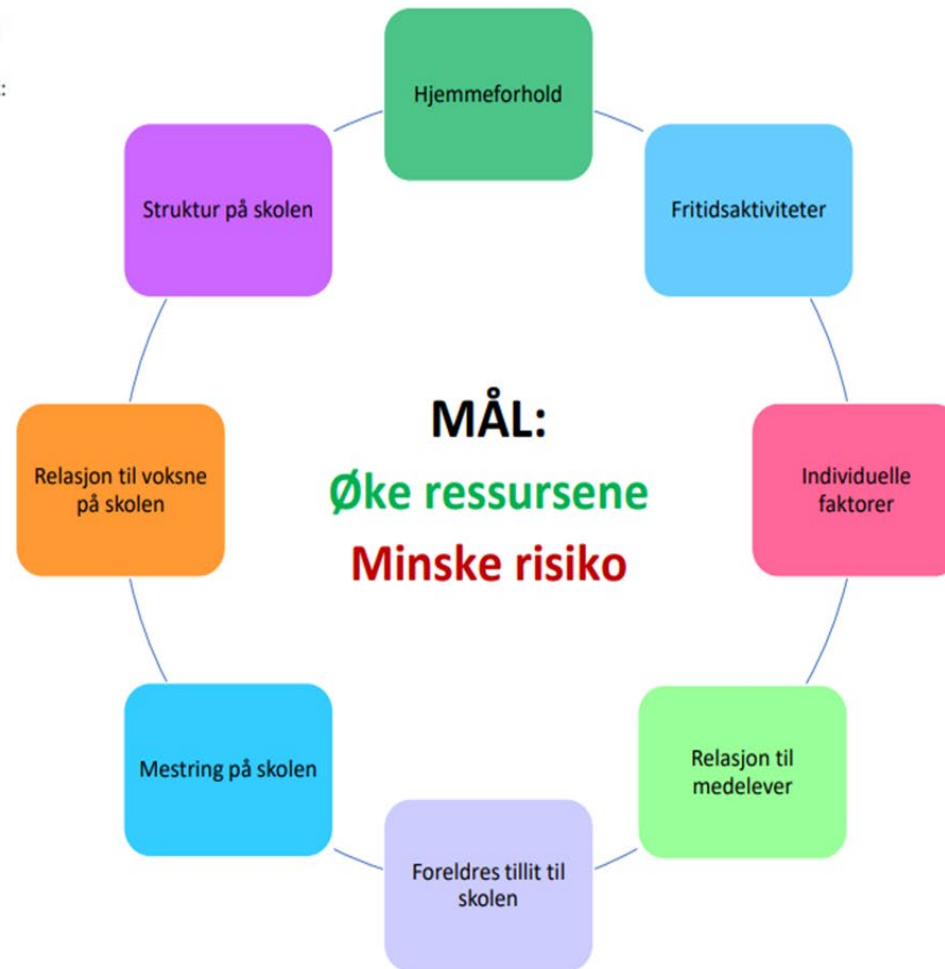 Hjemmeforhold
Fritidsaktiviteter
Individuelle
faktorer
Relasjon til
medelever
Foreldres tillit til
skolen
Mestring på skolen
Relasjon til voksne
på skolen
Struktur på skolen
MÅL:
Øke ressursene
Minske risiko